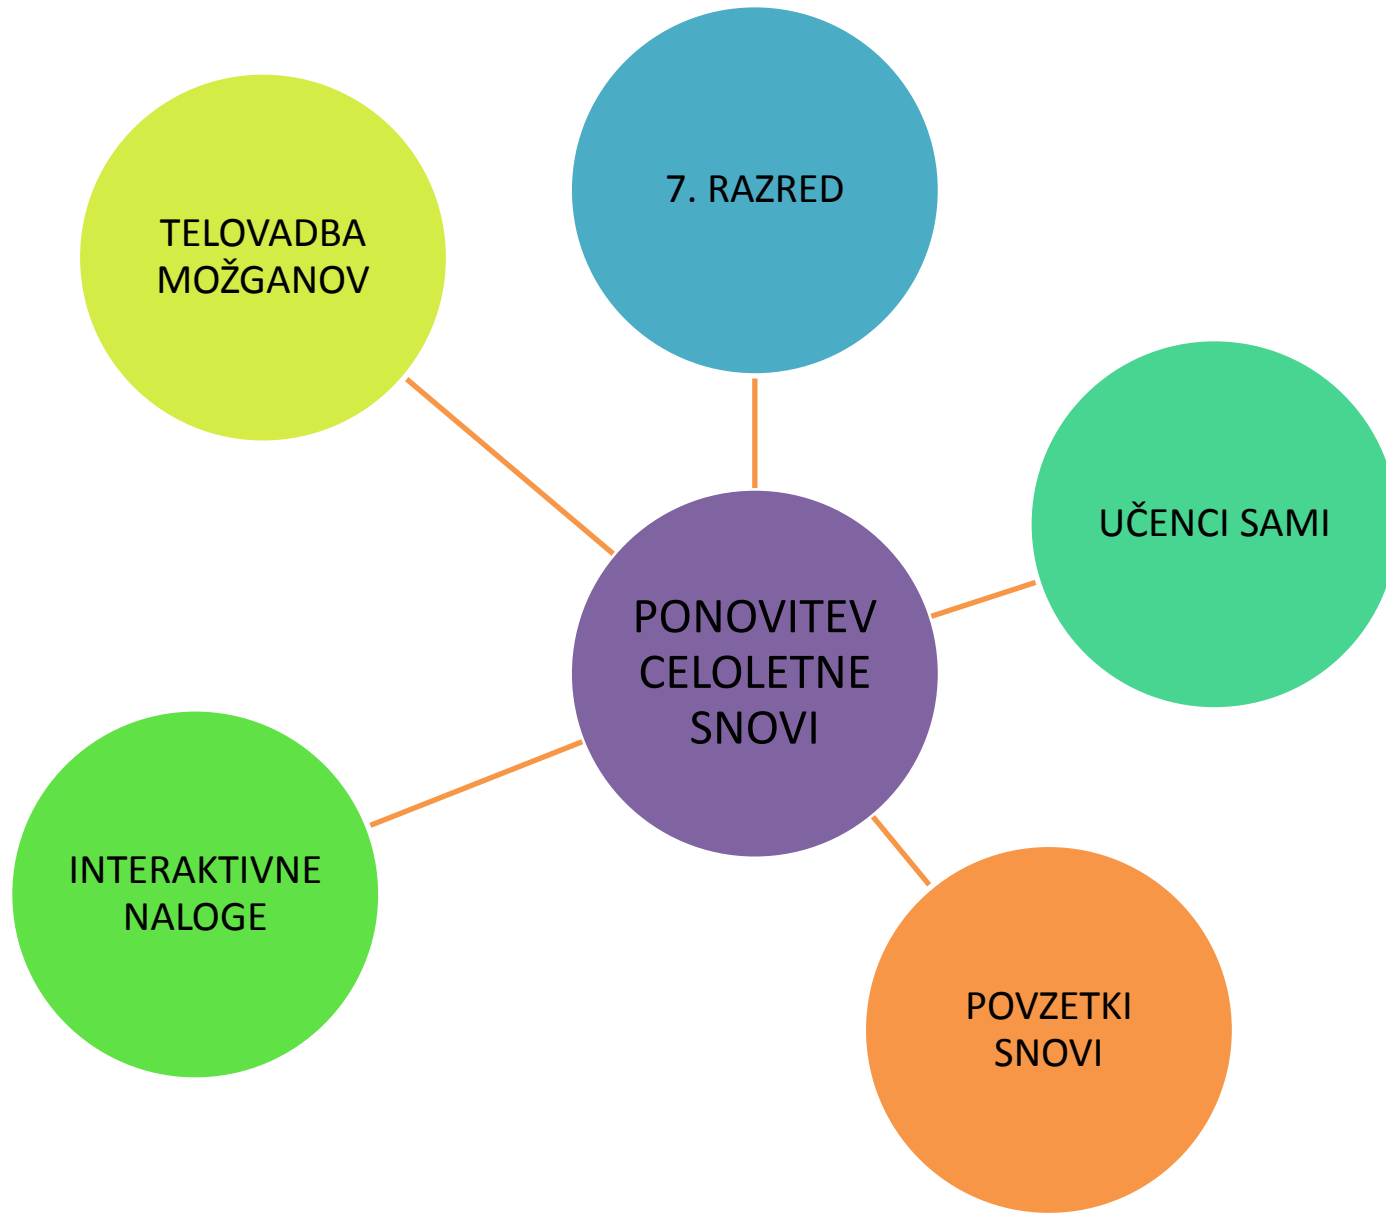 7. RAZRED
TELOVADBA
MOŽGANOV
UČENCI SAMI
PONOVITEV
CELOLETNE
SNOVI
INTERAKTIVNE
NALOGE
POVZETKI
SNOVI